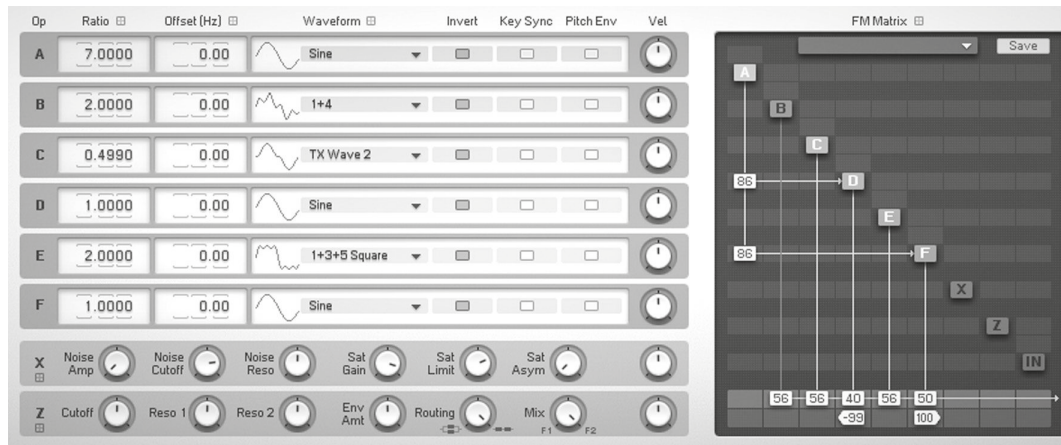 Op Ratio Offset (Hz) Waveform Invert Key Sync Pitch Env Vel FM Matrix
Save
A 7.0000 0.00 Sine
B 2.0000 0.00 1+4
C 0.4990 0.00 TX Wave 2
D 1.0000 0.00 Sine
E 2.0000 0.00 1+3+5 Square
F 1.0000 0.00 Sine
X Noise Amp Noise Cutoff Noise Reso Sat Gain Sat Limit Sat Asym
Z Cutoff Reso 1 Reso 2 Env Amt Routing Mix F1 F2
A
B
C
86 D
E
86 F
X
Z
IN
56 56 40 56 50
-99 100